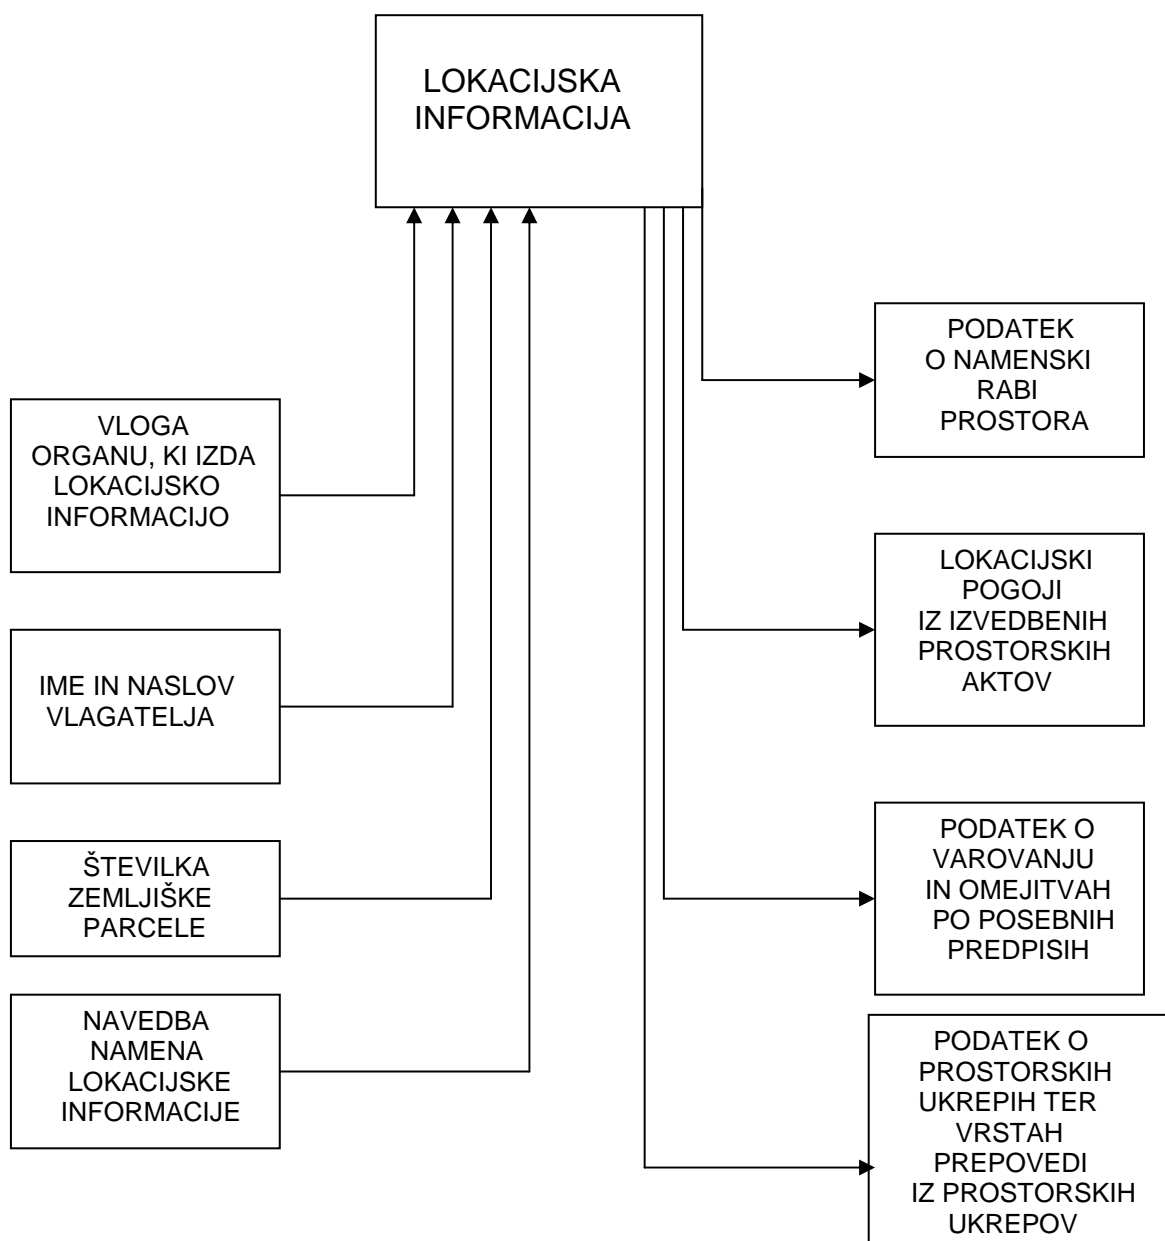 LOKACIJSKA
INFORMACIJA
VLOGA
ORGANU, KI IZDA
LOKACIJSKO
INFORMACIJO
IME IN NASLOV
VLAGATELJA
ŠTEVILKA
ZEMLJIŠKE
PARCELE
NAVEDBA
NAMENA
LOKACIJSKE
INFORMACIJE
PODATEK
O NAMENSKI
RABI
PROSTORA
LOKACIJSKI
POGOJI
IZ IZVEDBENIH
PROSTORSKIH
AKTOV
PODATEK O
VAROVANJU
IN OMEJITVAH
PO POSEBNIH
PREDPISIH
PODATEK O
PROSTORSKIH
UKREPIH TER
VRSTAH
PREPOVEDI
IZ PROSTORSKIH
UKREPOV